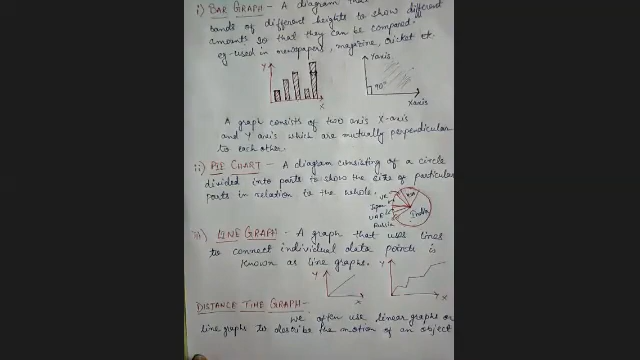 i) BAR GRAPH - A diagram that
bands of different heights to show different
amounts so that they can be compared.
eg - used in newspapers, magazine, cricket etc.
Y
X
Y axis
90°
X axis
A graph consists of two axis X-axis
and Y axis which are mutually perpendicular
to each other.
ii) PIE CHART - A diagram consisting of a circle
divided into parts to show the size of particular
parts in relation to the whole.
UK
Japan
UAE
Russia
India
iii) LINE GRAPH - A graph that uses lines
to connect individual data points is
known as line graphs.
Y
X
Y
X
DISTANCE TIME GRAPH -
We often use linear graphs or
line graphs to describe the motion of an object